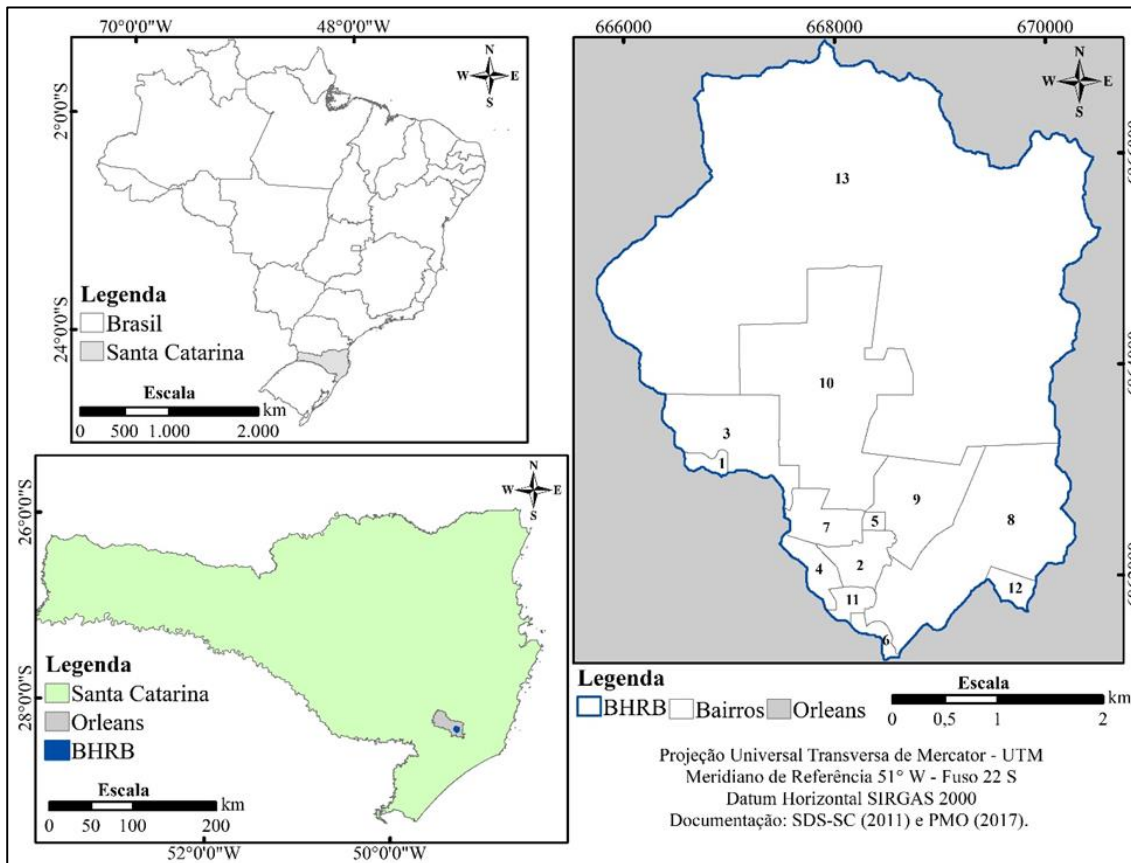 70°0'0"W
48°0'0"W
N
W
E
S
2°0'0"S
24°0'0"S
Legenda
Brasil
Santa Catarina
Escala
km
0
500
1.000
2.000
26°0'0"S
28°0'0"S
N
W
E
S
Legenda
Santa Catarina
Orleans
BHRB
Escala
km
0
50
100
200
52°0'0"W
50°0'0"W
666000
668000
670000
N
W
E
S
6866000
6864000
6862000
13
10
3
1
9
7
5
8
4
2
12
11
6
Legenda
BHRB
Bairros
Orleans
Escala
km
0
0,5
1
2
Projeção Universal Transversa de Mercator - UTM
Meridiano de Referência 51° W - Fuso 22 S
Datum Horizontal SIRGAS 2000
Documentação: SDS-SC (2011) e PMO (2017).